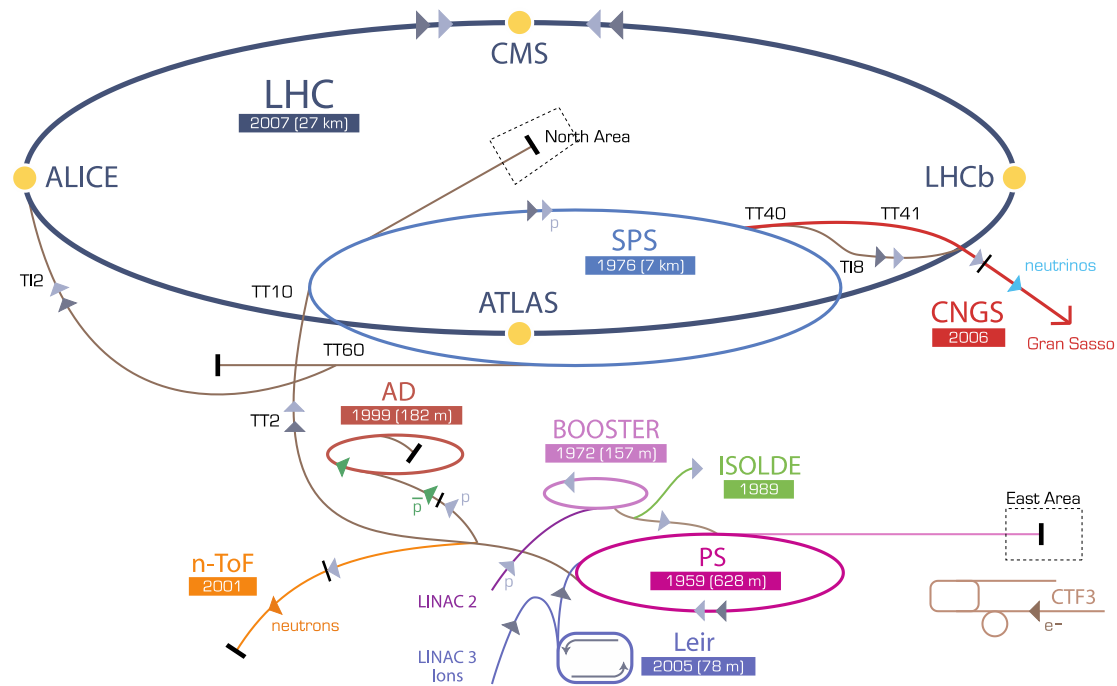 CMS
LHC
2007 (27 km)
North Area
ALICE
LHCb
TT40
TT41
p
SPS
1976 (7 km)
TI8
TI2
neutrinos
TT10
ATLAS
CNGS
2006
Gran Sasso
TT60
AD
1999 (182 m)
TT2
BOOSTER
1972 (157 m)
ISOLDE
1989
p̅
p
East Area
n-ToF
2001
PS
1959 (628 m)
p
LINAC 2
neutrons
CTF3
e-
Leir
2005 (78 m)
LINAC 3
Ions